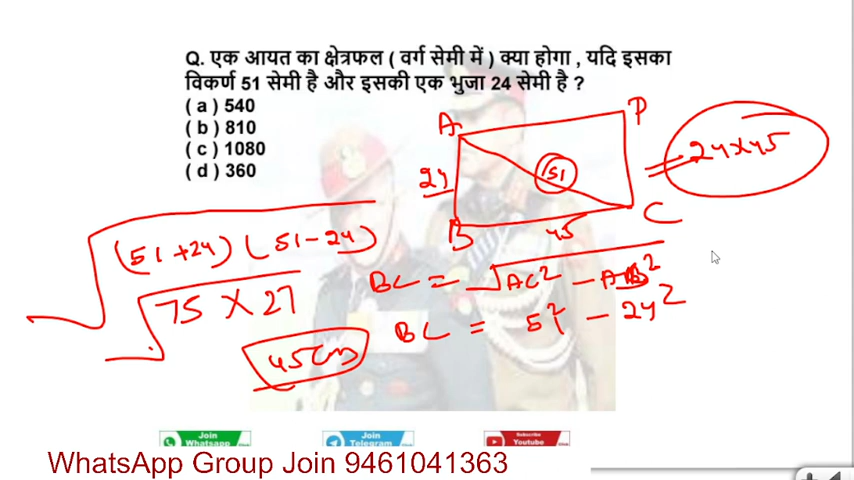 Q. एक आयत का क्षेत्रफल ( वर्ग सेमी में ) क्या होगा , यदि इसका
विकर्ण 51 सेमी है और इसकी एक भुजा 24 सेमी है ?
( a ) 540
( b ) 810
( c ) 1080
( d ) 360
A
P
24
51
B
45
C
= 24x45
√(51+24) (51-24)
√75 X 27
45 cm
BC = √AC² - AB²
BC = 51² - 24²
Join
Whatsapp
Join
Telegram
Subscribe
Youtube
WhatsApp Group Join 9461041363